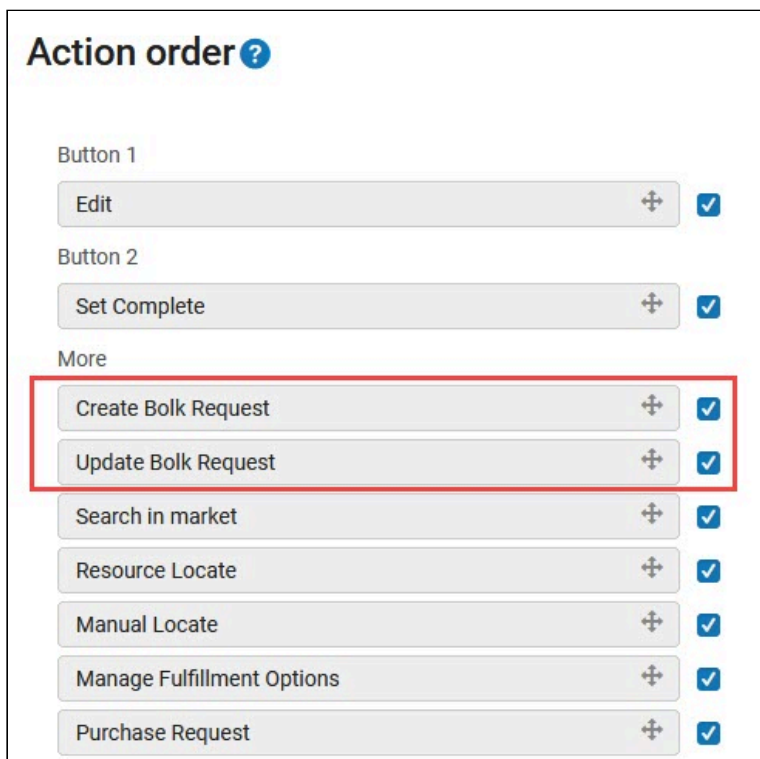 Action order ?
Button 1
Edit
Button 2
Set Complete
More
Create Bolk Request
Update Bolk Request
Search in market
Resource Locate
Manual Locate
Manage Fulfillment Options
Purchase Request